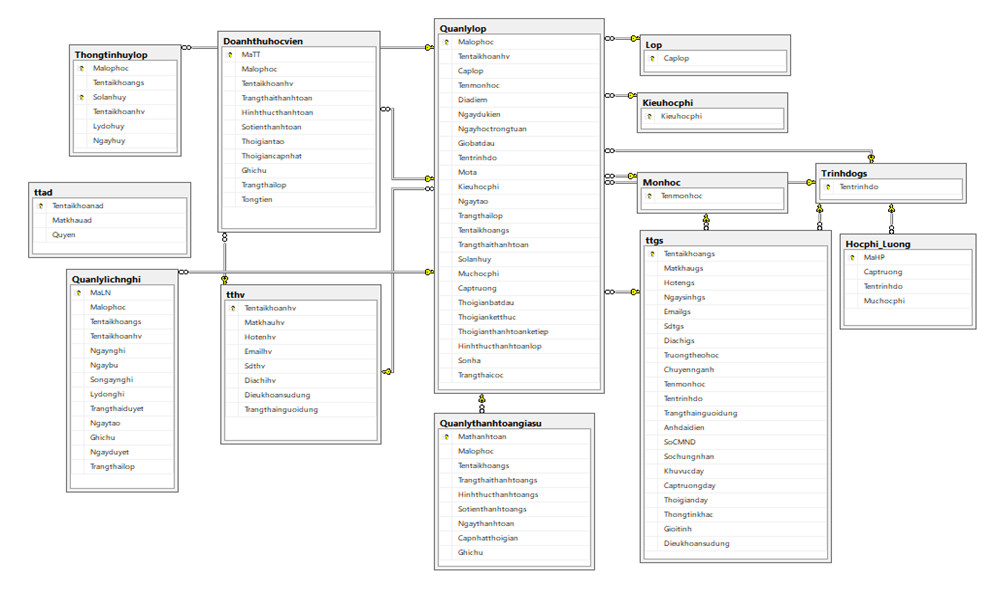 Thongtinhuylop
Malophoc
Tentaikhoangs
Solanhuy
Tentaikhoanhv
Lydohuy
Ngayhuy
Doanhthuhocvien
MaTT
Malophoc
Tentaikhoanhv
Trangthaithanhtoan
Hinhthucthanhtoan
Sotienthanhtoan
Thoigiantao
Thoigiancapnhat
Ghichu
Trangthailop
Tongtien
Quanlylop
Malophoc
Tentaikhoanhv
Caplop
Tenmonhoc
Diadiem
Ngaydukien
Ngayhoctrongtuan
Giobatdau
Tentrinhdo
Mota
Kieuhocphi
Ngaytao
Trangthailop
Tentaikhoangs
Trangthaithanhtoan
Solanhuy
Muchocphi
Captruong
Thoigianbatdau
Thoigianketthuc
Thoigianthanhtoanketiep
Hinhthucthanhtoanlop
Sonha
Trangthaicoc
Lop
Caplop
Kieuhocphi
Kieuhocphi
Monhoc
Tenmonhoc
Trinhdogs
Tentrinhdo
ttad
Tentaikhoanad
Matkhauad
Quyen
Quanlylichnghi
MaLN
Malophoc
Tentaikhoangs
Tentaikhoanhv
Ngaynghi
Ngaybu
Songaynghi
Lydonghi
Trangthaiduyet
Ngaytao
Ghichu
Ngayduyet
Trangthailop
tthv
Tentaikhoanhv
Matkhauhv
Hotenhv
Emailhv
Sdthv
Diachihv
Dieukhoansudung
Trangthainguoidung
Quanlythanhtoangiasu
Mathanhtoan
Malophoc
Tentaikhoangs
Trangthaithanhtoangs
Hinhthucthanhtoangs
Sotienthanhtoangs
Ngaythanhtoan
Capnhatthoigian
Ghichu
ttgs
Tentaikhoangs
Matkhaugs
Hotengs
Ngaysinhgs
Emailgs
Sdtgs
Diachigs
Truongtheohoc
Chuyennganh
Tenmonhoc
Tentrinhdo
Trangthainguoidung
Anhdaidien
SoCMND
Sochungnhan
Khuvucday
Captruongday
Thoigianday
Thongtinkhac
Gioitinh
Dieukhoansudung
Hocphi_Luong
MaHP
Captruong
Tentrinhdo
Muchocphi